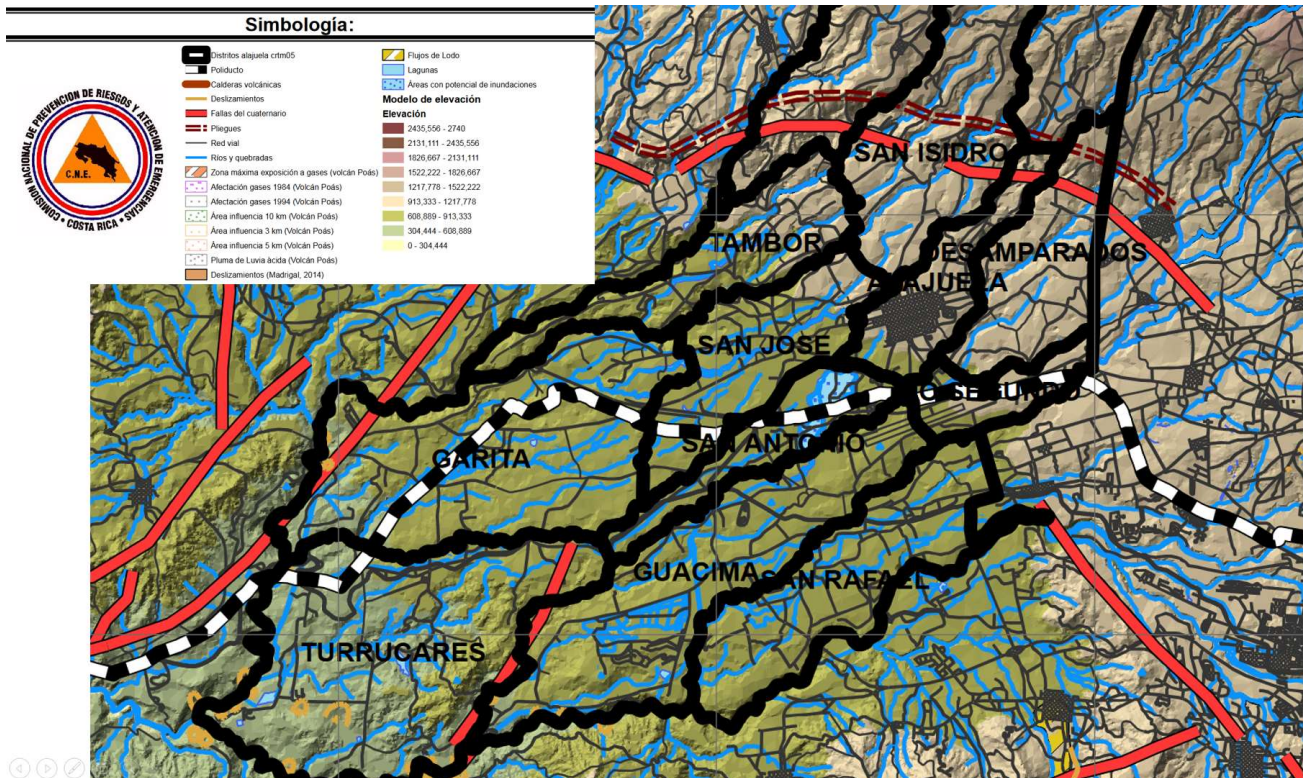 Simbología:
COMISION NACIONAL DE PREVENCION DE RIESGOS Y ATENCION DE EMERGENCIAS
C.N.E.
COSTA RICA
Distritos alajuela crtm05
Poliducto
Calderas volcánicas
Deslizamientos
Fallas del cuaternario
Pliegues
Red vial
Ríos y quebradas
Zona máxima exposición a gases (volcán Poás)
Afectación gases 1984 (Volcán Poás)
Afectación gases 1994 (Volcán Poás)
Área influencia 10 km (Volcán Poás)
Área influencia 3 km (Volcán Poás)
Área influencia 5 km (Volcán Poás)
Pluma de Luvia àcida (Volcán Poás)
Deslizamientos (Madrigal, 2014)
Flujos de Lodo
Lagunas
Áreas con potencial de inundaciones
Modelo de elevación
Elevación
2435,556 - 2740
2131,111 - 2435,556
1826,667 - 2131,111
1522,222 - 1826,667
1217,778 - 1522,222
913,333 - 1217,778
608,889 - 913,333
304,444 - 608,889
0 - 304,444
SAN ISIDRO
TAMBOR
DESAMPARADOS
ALAJUELA
SAN JOSE
SAN ANTONIO
GARITA
GUACIMA
SAN RAFAEL
TURRUCARES